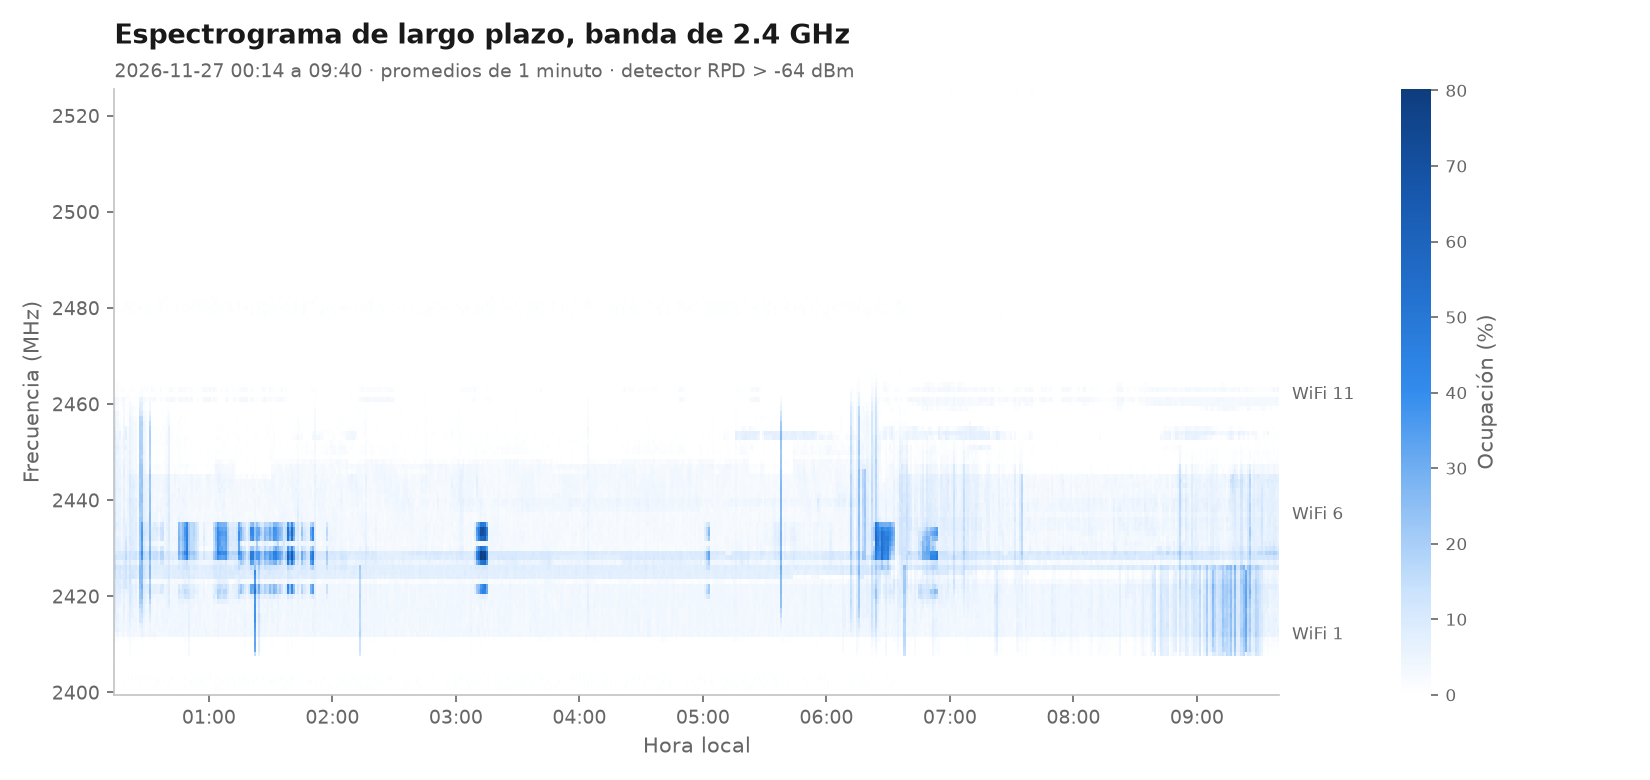 Espectrograma de largo plazo, banda de 2.4 GHz
2026-11-27 00:14 a 09:40 · promedios de 1 minuto · detector RPD > -64 dBm
Frecuencia (MHz)
2520
2500
2480
2460
2440
2420
2400
01:00 02:00 03:00 04:00 05:00 06:00 07:00 08:00 09:00
Hora local
WiFi 11
WiFi 6
WiFi 1
80
70
60
50
40
30
20
10
0
Ocupación (%)